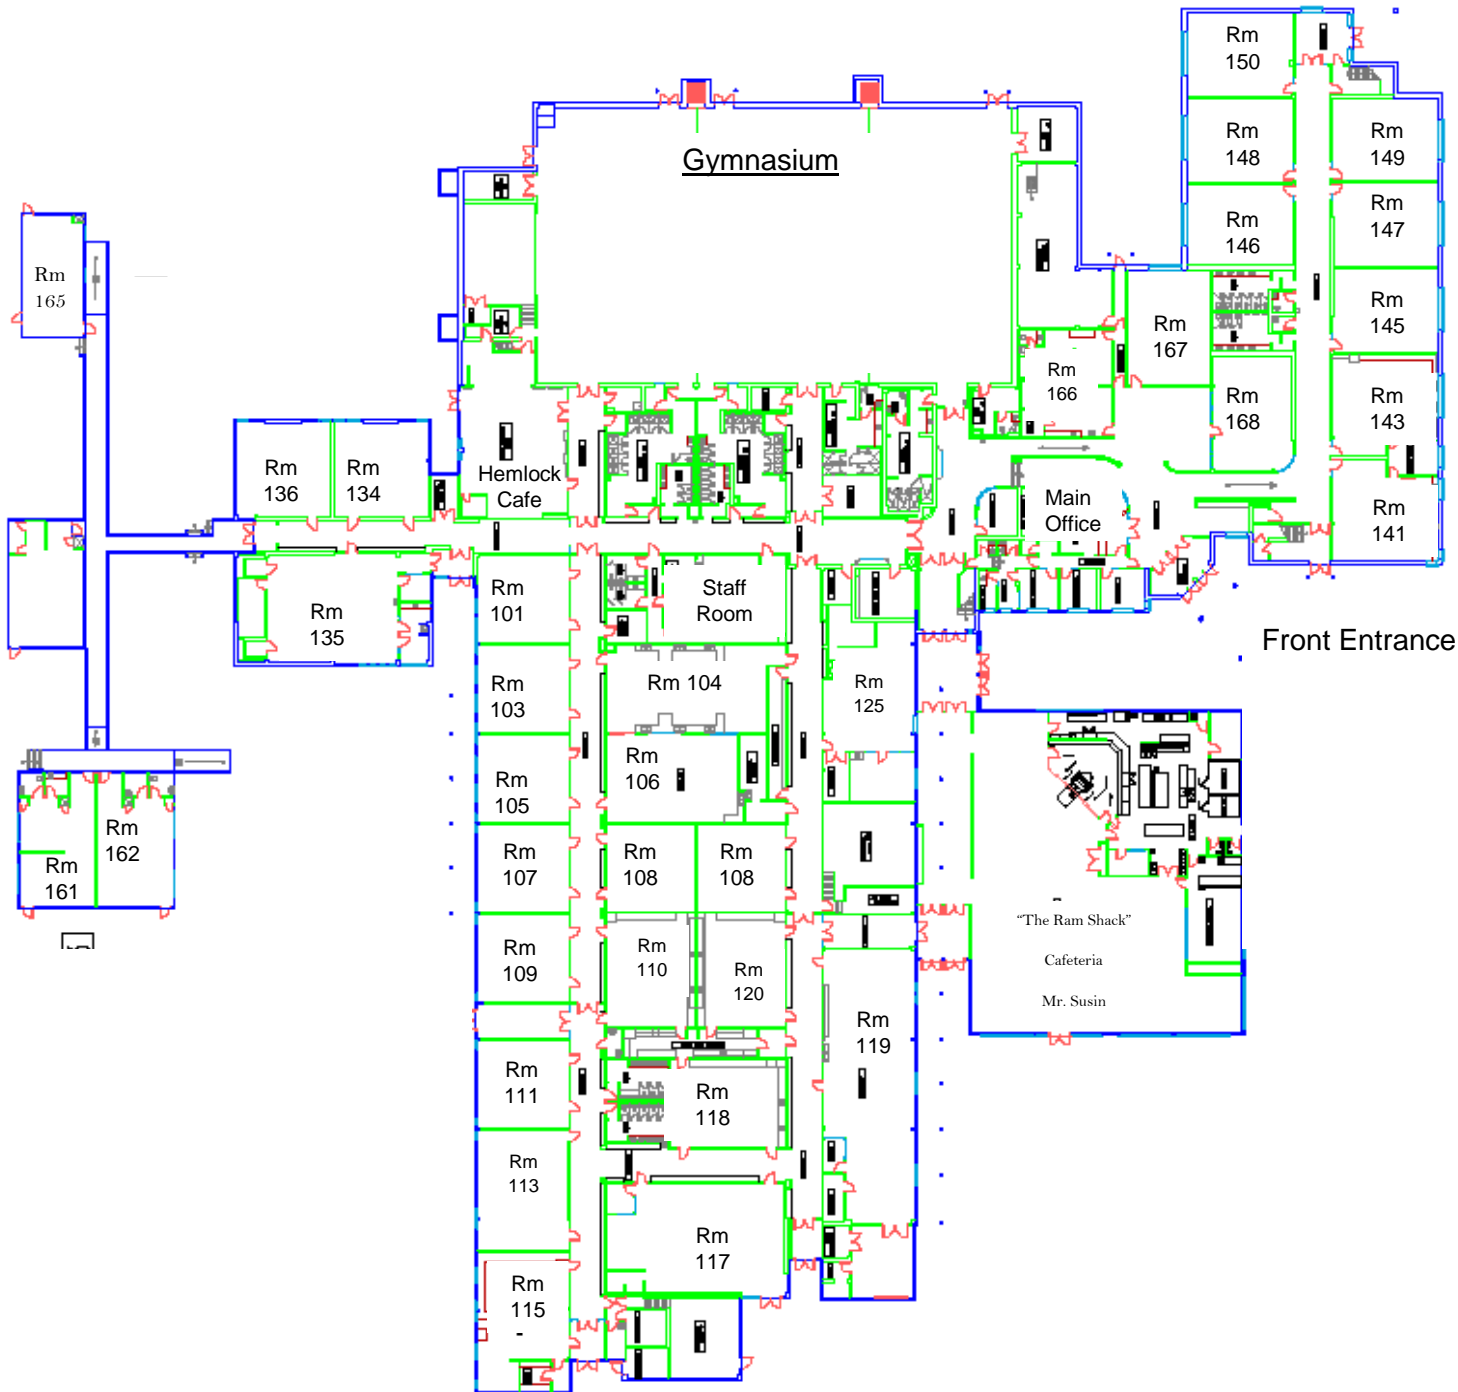 Rm
150
Rm
148
Rm
149
Gymnasium
Rm
147
Rm
146
Rm
165
Rm
145
Rm
167
Rm
166
Rm
143
Rm
168
Rm
136
Rm
134
Hemlock
Cafe
Main
Office
Rm
141
Rm
101
Staff
Room
Rm
135
Front Entrance
Rm
103
Rm 104
Rm
125
Rm
106
Rm
105
Rm
162
Rm
161
Rm
107
Rm
108
Rm
108
“The Ram Shack”
Cafeteria
Mr. Susin
Rm
109
Rm
110
Rm
120
Rm
119
Rm
111
Rm
118
Rm
113
Rm
117
Rm
115
-